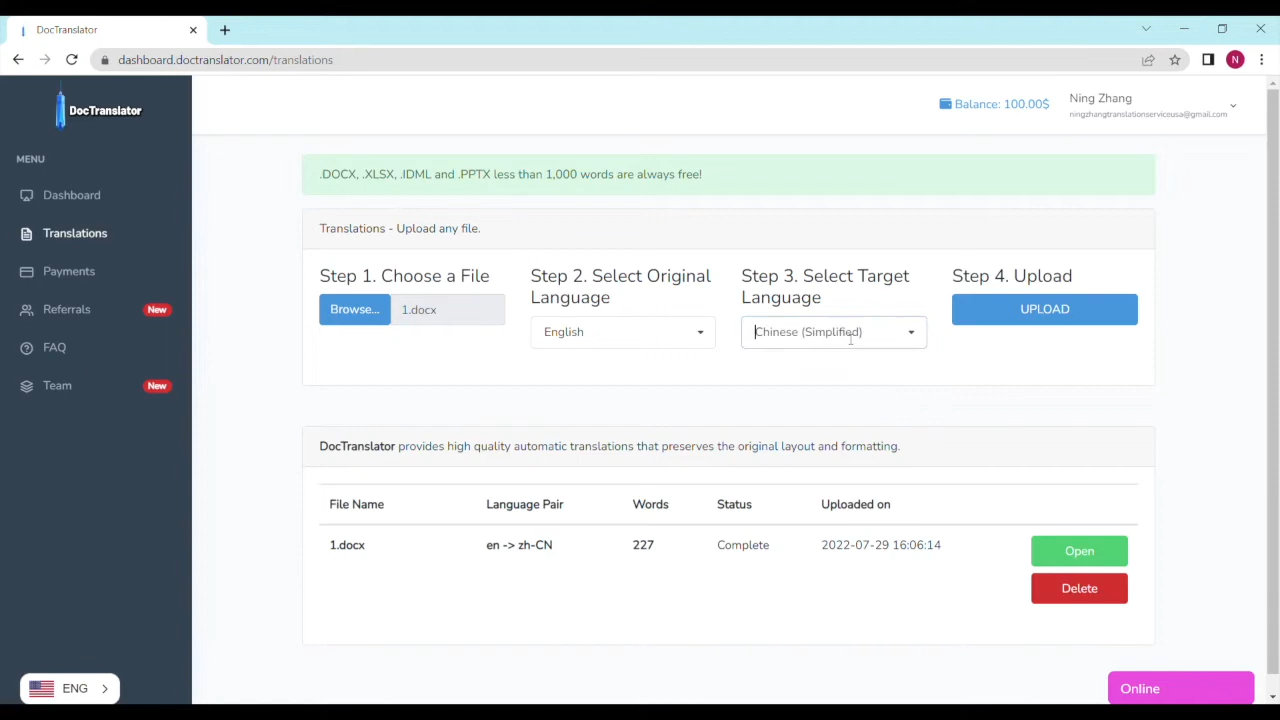 DocTranslator
dashboard.doctranslator.com/translations
N
DocTranslator
Balance: 100.00$
Ning Zhang
ningzhangtranslationserviceusa@gmail.com
MENU
Dashboard
Translations
Payments
Referrals New
FAQ
Team New
.DOCX, .XLSX, .IDML and .PPTX less than 1,000 words are always free!
Translations - Upload any file.
Step 1. Choose a File
Browse... 1.docx
Step 2. Select Original
Language
English
Step 3. Select Target
Language
Chinese (Simplified)
Step 4. Upload
UPLOAD
DocTranslator provides high quality automatic translations that preserves the original layout and formatting.
File Name Language Pair Words Status Uploaded on
1.docx en -> zh-CN 227 Complete 2022-07-29 16:06:14
Open
Delete
ENG
Online